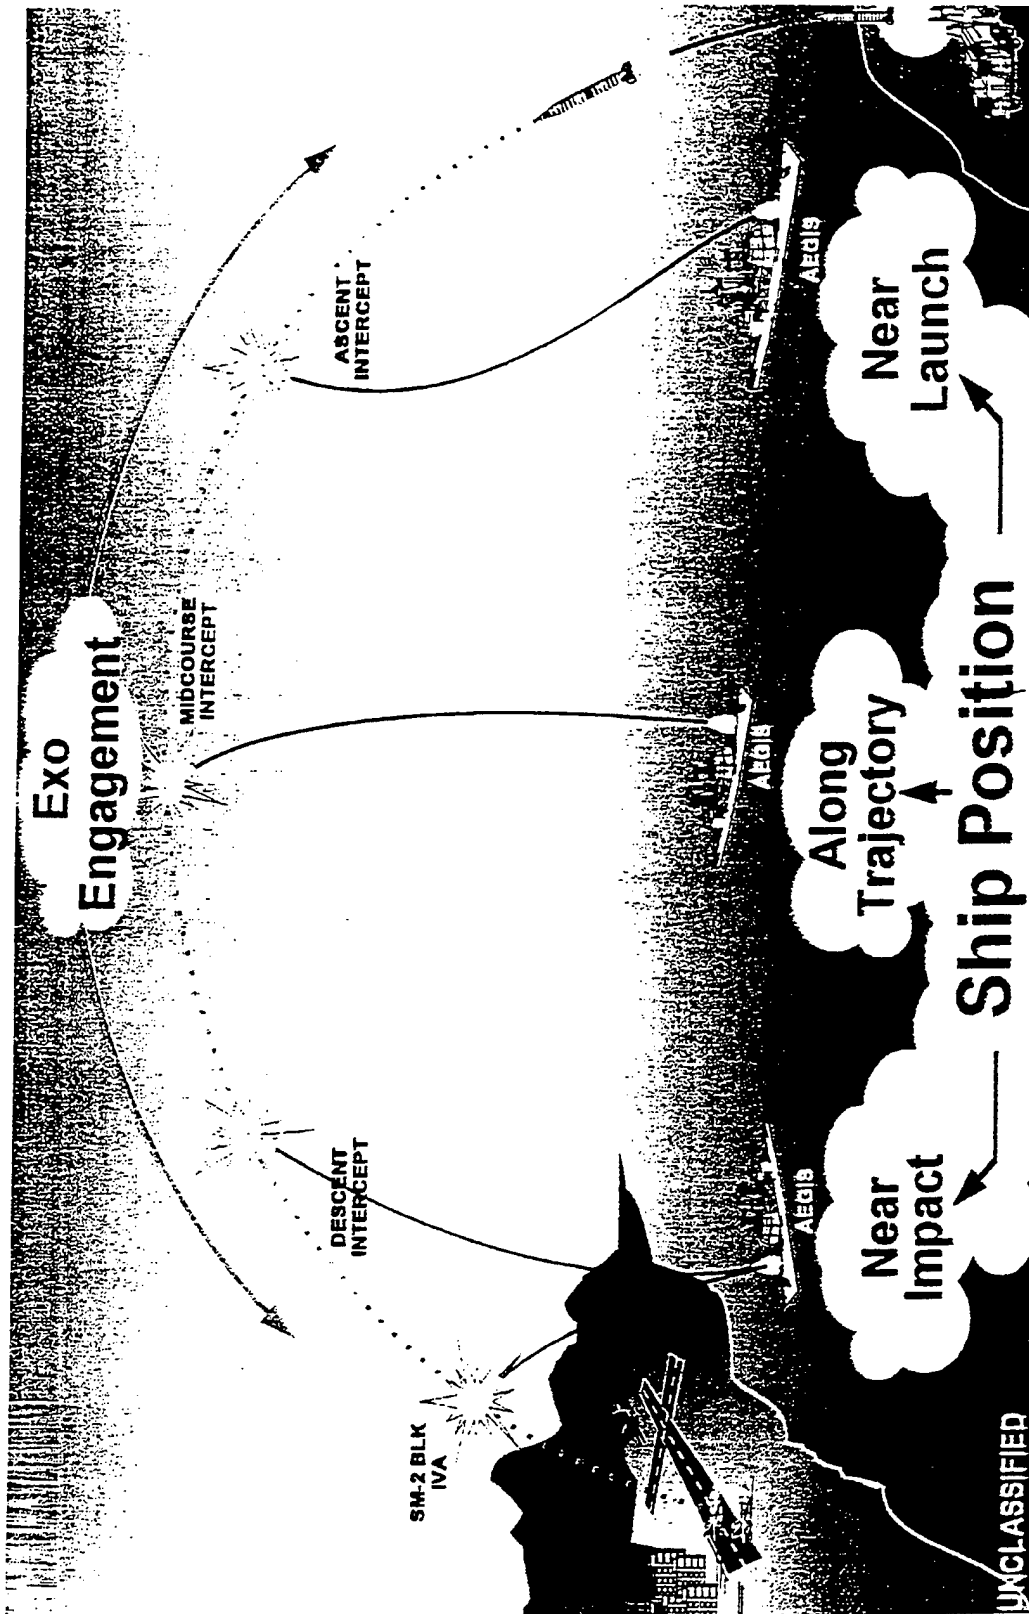 Exo
Engagement
MIDCOURSE
INTERCEPT
ASCENT
INTERCEPT
DESCENT
INTERCEPT
SM-2 BLK
IVA
AEGIS
AEGIS
AEGIS
Near
Impact
Along
Trajectory
Near
Launch
Ship Position
UNCLASSIFIED